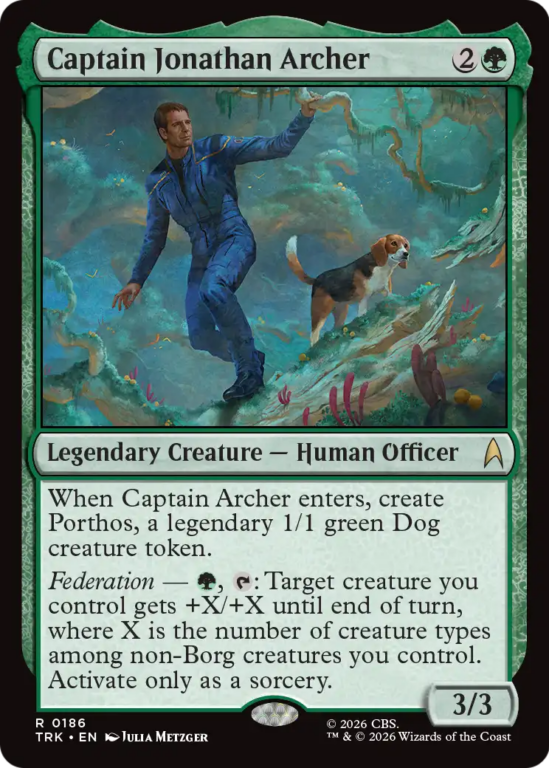 Captain Jonathan Archer 2
Legendary Creature — Human Officer
When Captain Archer enters, create
Porthos, a legendary 1/1 green Dog
creature token.
Federation — , : Target creature you
control gets +X/+X until end of turn,
where X is the number of creature types
among non-Borg creatures you control.
Activate only as a sorcery.
3/3
R 0186
TRK • EN Julia Metzger
© 2026 CBS.
™ & © 2026 Wizards of the Coast